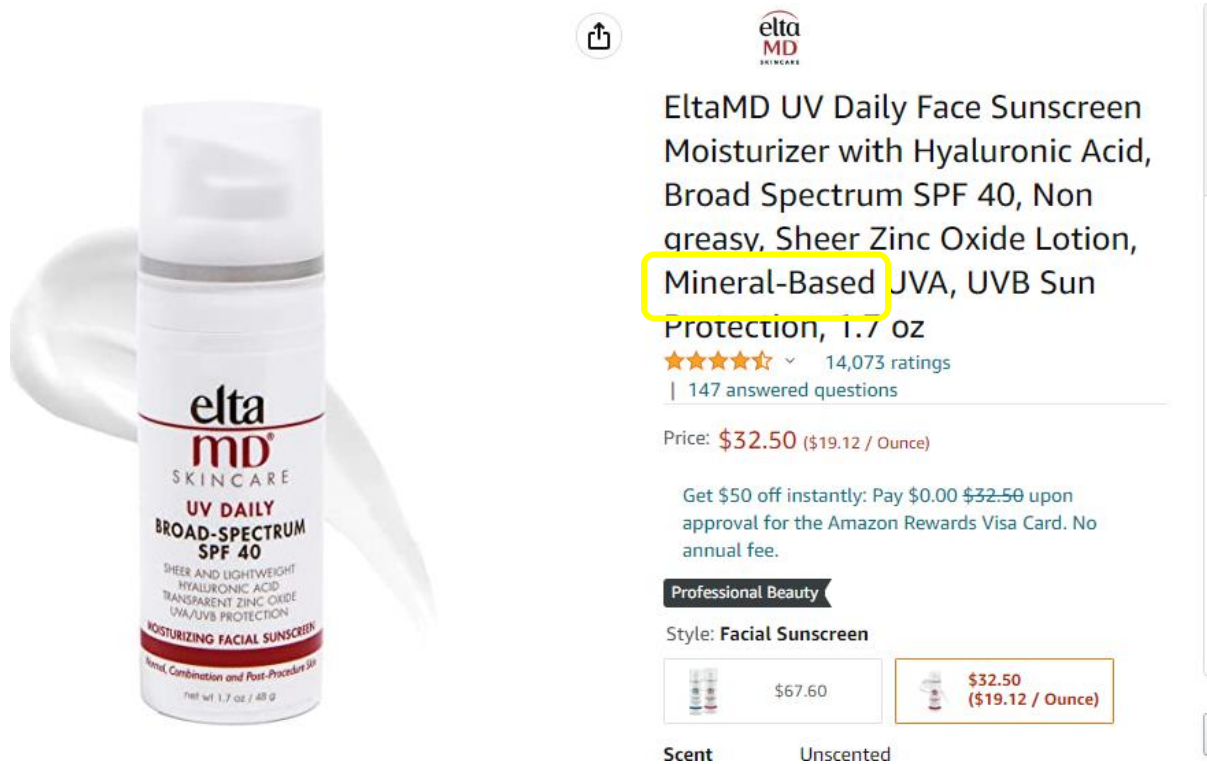 elta
MD
SKINCARE
EltaMD UV Daily Face Sunscreen
Moisturizer with Hyaluronic Acid,
Broad Spectrum SPF 40, Non
greasy, Sheer Zinc Oxide Lotion,
Mineral-Based UVA, UVB Sun
Protection, 1.7 oz
14,073 ratings
| 147 answered questions
Price: $32.50 ($19.12 / Ounce)
Get $50 off instantly: Pay $0.00 $32.50 upon
approval for the Amazon Rewards Visa Card. No
annual fee.
Professional Beauty
Style: Facial Sunscreen
$67.60
$32.50
($19.12 / Ounce)
Scent Unscented
elta
MD®
SKINCARE
UV DAILY
BROAD-SPECTRUM
SPF 40
SHEER AND LIGHTWEIGHT
HYALURONIC ACID
TRANSPARENT ZINC OXIDE
UVA/UVB PROTECTION
MOISTURIZING FACIAL SUNSCREEN
Normal, Combination and Post-Procedure Skin
net wt 1.7 oz / 48 g